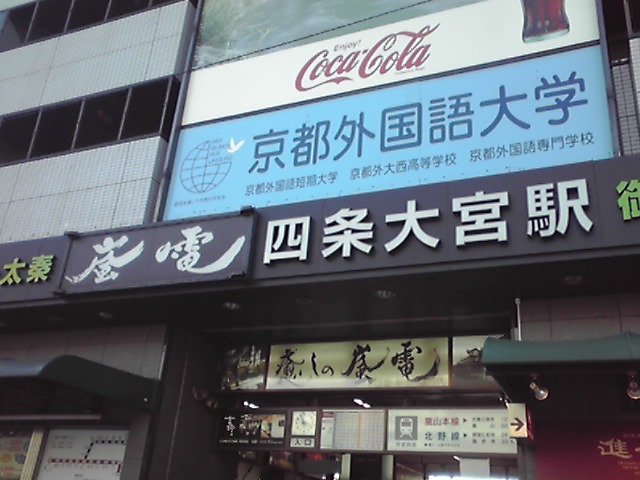 Enjoy!
Coca-Cola
京都外国語大学
京都外国語短期大学 京都外大西高等学校 京都外国語専門学校
太秦
嵐電
四条大宮駅
御
癒しの嵐電
入口
嵐山本線
北野線